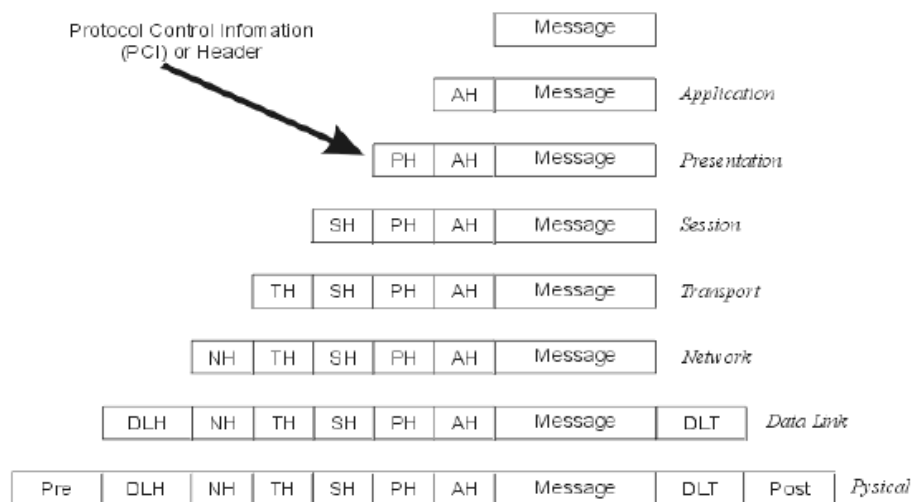 Message
Protocol Control Infomation
(PCI) or Header
AH Message Application
PH AH Message Presentation
SH PH AH Message Session
TH SH PH AH Message Transport
NH TH SH PH AH Message Network
DLH NH TH SH PH AH Message DLT Data Link
Pre DLH NH TH SH PH AH Message DLT Post Pysical